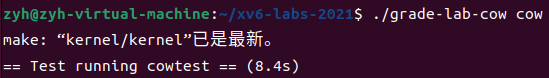 zyh@zyh-virtual-machine:~/xv6-labs-2021$ ./grade-lab-cow cow
make: “kernel/kernel”已是最新。
== Test running cowtest == (8.4s)